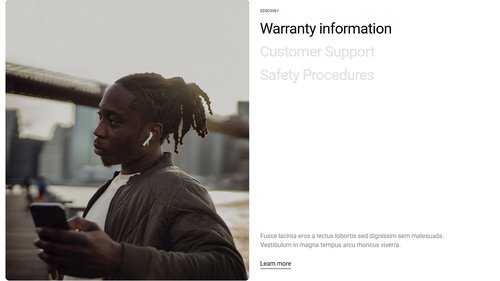 DISCOVER
Warranty information
Customer Support
Safety Procedures
Fusce lacinia eros a lectus lobortis sed dignissim sem malesuada.
Vestibulum in magna tempus arcu rhoncus viverra.
Learn more